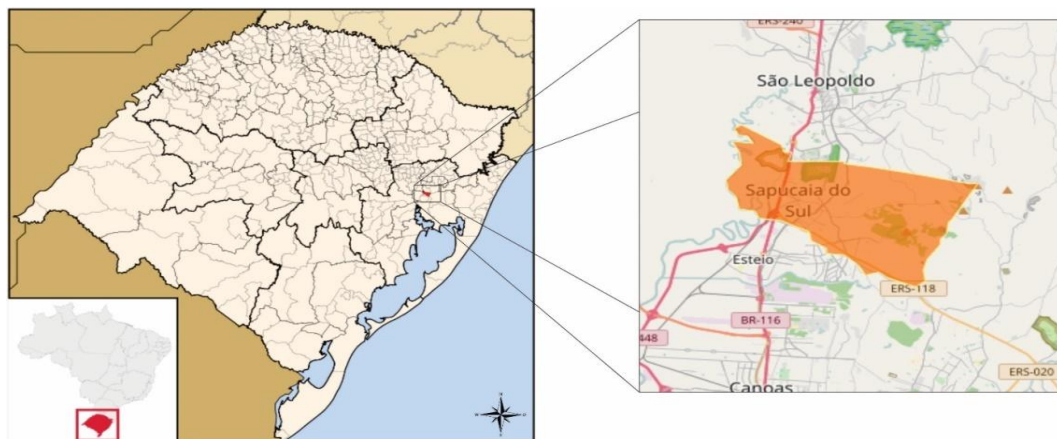 ERS-240
São Leopoldo
Sapucaia do
Sul
Esteio
ERS-118
BR-116
448
ERS-020
Canoas